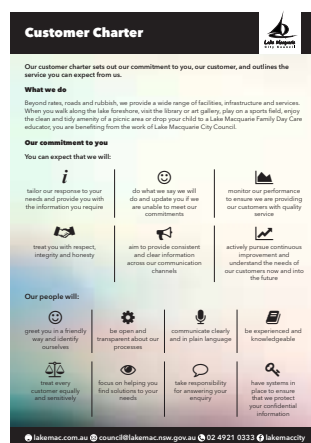 Customer Charter
Lake Macquarie
City Council
Our customer charter sets out our commitment to you, our customer, and outlines the
service you can expect from us.
What we do
Beyond rates, roads and rubbish, we provide a wide range of facilities, infrastructure and services.
When you walk along the lake foreshore, visit the library or art gallery, play on a sports field, enjoy
the clean and tidy amenity of a picnic area or drop your child to a Lake Macquarie Family Day Care
educator, you are benefiting from the work of Lake Macquarie City Council.
Our commitment to you
You can expect that we will:
tailor our response to your
needs and provide you with
the information you require
do what we say we will
do and update you if we
are unable to meet our
commitments
monitor our performance
to ensure we are providing
our customers with quality
service
treat you with respect,
integrity and honesty
aim to provide consistent
and clear information
across our communication
channels
actively pursue continuous
improvement and
understand the needs of
our customers now and into
the future
Our people will:
greet you in a friendly
way and identify
ourselves
be open and
transparent about our
processes
communicate clearly
and in plain language
be experienced and
knowledgeable
treat every
customer equally
and sensitively
focus on helping you
find solutions to your
needs
take responsibility
for answering your
enquiry
have systems in
place to ensure
that we protect
your confidential
information
lakemac.com.au council@lakemac.nsw.gov.au 02 4921 0333 lakemaccity